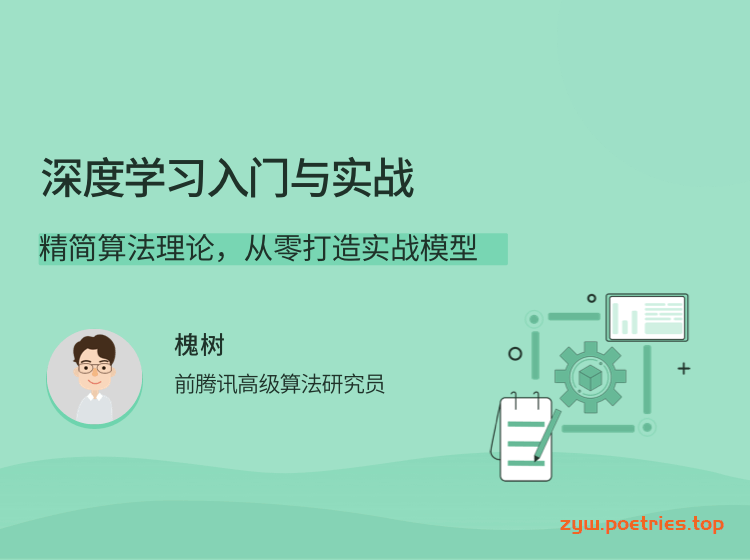 深度学习入门与实战
精简算法理论，从零打造实战模型
槐树
前腾讯高级算法研究员
zyw.poetries.top